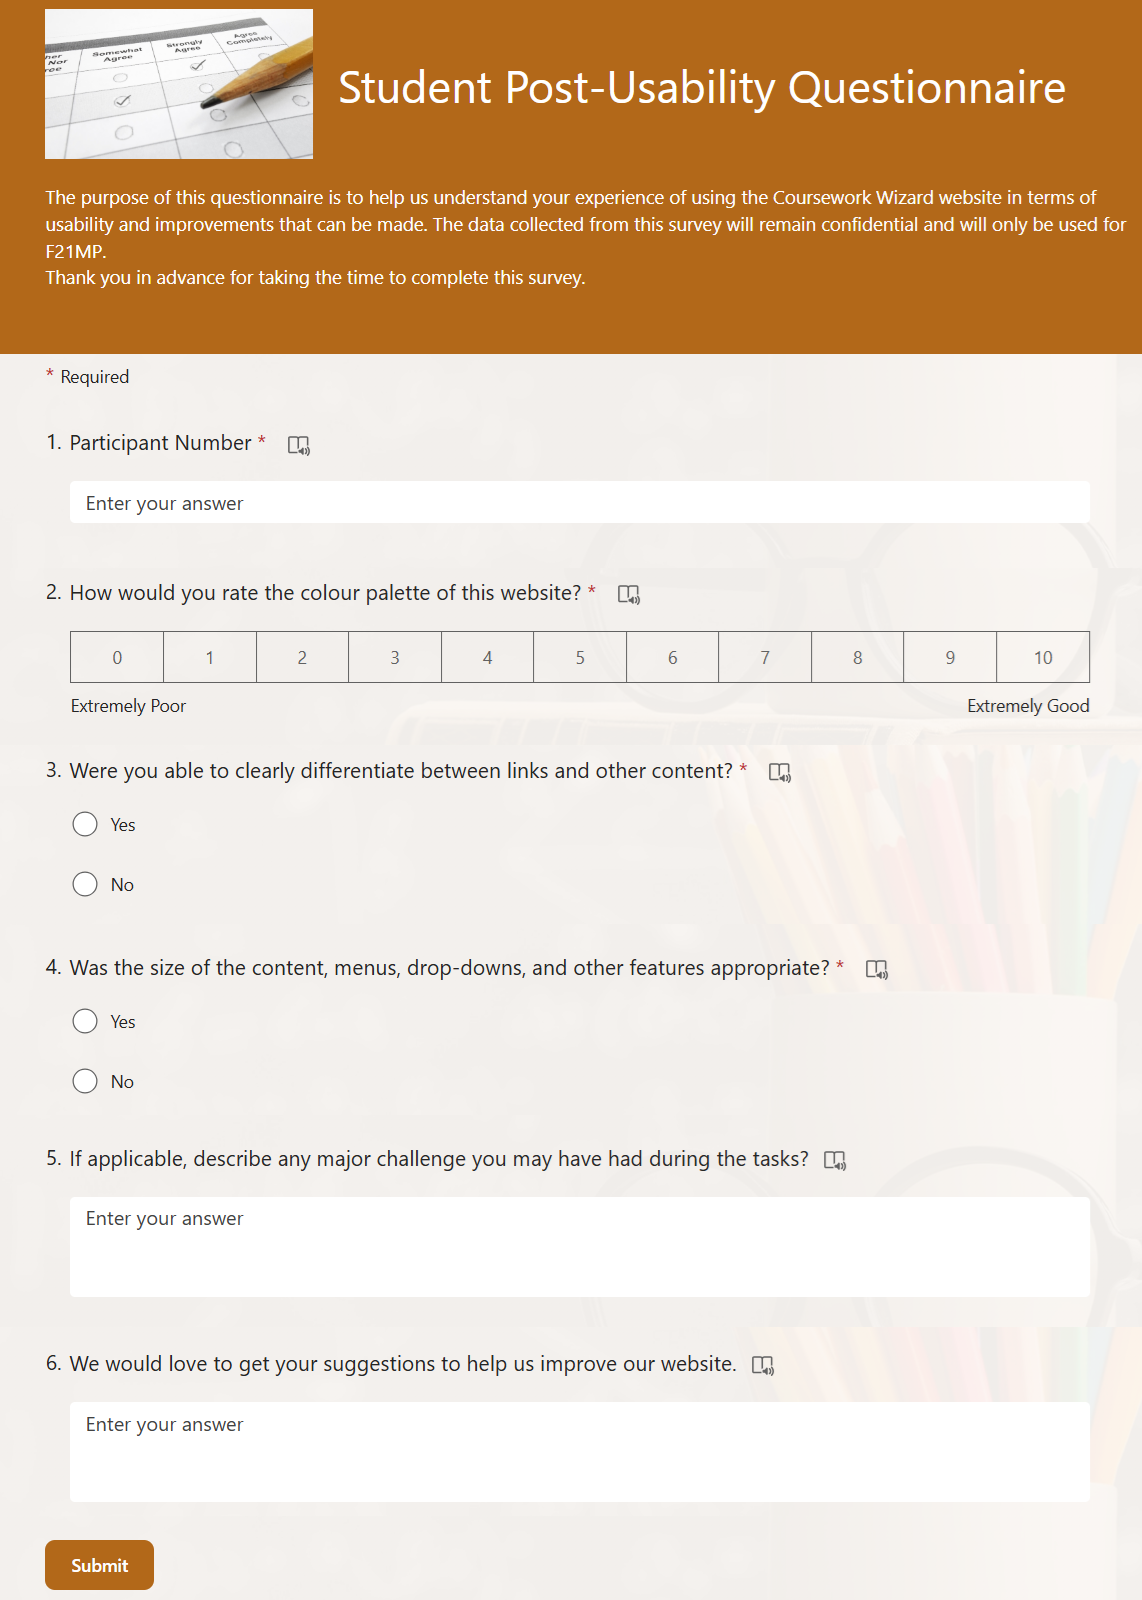 her
Nor
ree
Somewhat
Agree
Strongly
Agree
Agree
Completely
Student Post-Usability Questionnaire
The purpose of this questionnaire is to help us understand your experience of using the Coursework Wizard website in terms of
usability and improvements that can be made. The data collected from this survey will remain confidential and will only be used for
F21MP.
Thank you in advance for taking the time to complete this survey.
* Required
1. Participant Number *
Enter your answer
2. How would you rate the colour palette of this website? *
0 1 2 3 4 5 6 7 8 9 10
Extremely Poor Extremely Good
3. Were you able to clearly differentiate between links and other content? *
Yes
No
4. Was the size of the content, menus, drop-downs, and other features appropriate? *
Yes
No
5. If applicable, describe any major challenge you may have had during the tasks?
Enter your answer
6. We would love to get your suggestions to help us improve our website.
Enter your answer
Submit